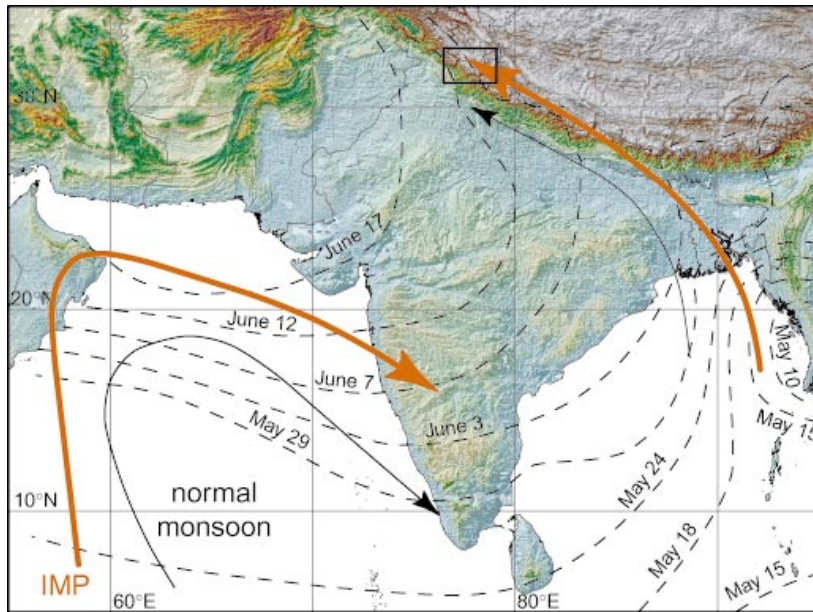 30°N
June 17
20°N
June 12
June 7
May 10
May 15
May 29
June 3
May 24
10°N
normal
monsoon
May 18
IMP
May 15
60°E
80°E